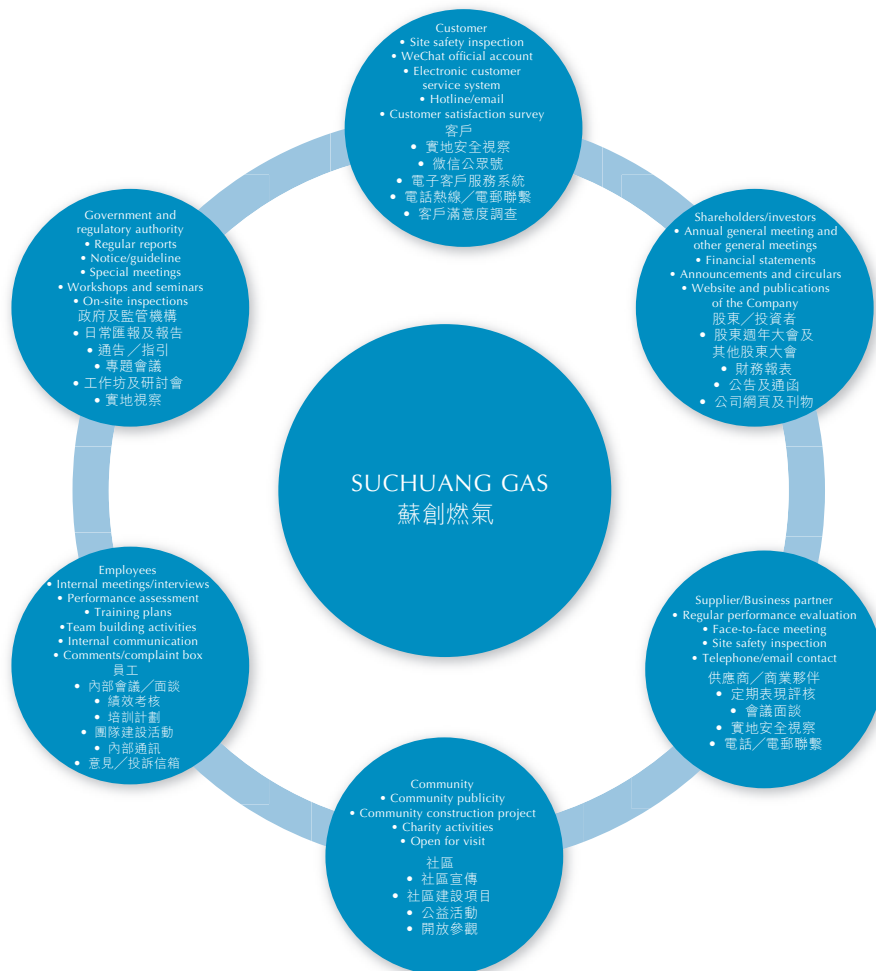 Customer
• Site safety inspection
• WeChat official account
• Electronic customer
service system
• Hotline/email
• Customer satisfaction survey
客戶
• 實地安全視察
• 微信公眾號
• 電子客戶服務系統
• 電話熱線／電郵聯繫
• 客戶滿意度調查
Government and
regulatory authority
• Regular reports
• Notice/guideline
• Special meetings
• Workshops and seminars
• On-site inspections
政府及監管機構
• 日常匯報及報告
• 通告／指引
• 專題會議
• 工作坊及研討會
• 實地視察
Shareholders/investors
• Annual general meeting and
other general meetings
• Financial statements
• Announcements and circulars
• Website and publications
of the Company
股東／投資者
• 股東週年大會及
其他股東大會
• 財務報表
• 公告及通函
• 公司網頁及刊物
SUCHUANG GAS
蘇創燃氣
Employees
• Internal meetings/interviews
• Performance assessment
• Training plans
•Team building activities
• Internal communication
• Comments/complaint box
員工
• 內部會議／面談
• 績效考核
• 培訓計劃
• 團隊建設活動
• 內部通訊
• 意見／投訴信箱
Supplier/Business partner
• Regular performance evaluation
• Face-to-face meeting
• Site safety inspection
• Telephone/email contact
供應商／商業夥伴
• 定期表現評核
• 會議面談
• 實地安全視察
• 電話／電郵聯繫
Community
• Community publicity
• Community construction project
• Charity activities
• Open for visit
社區
• 社區宣傳
• 社區建設項目
• 公益活動
• 開放參觀